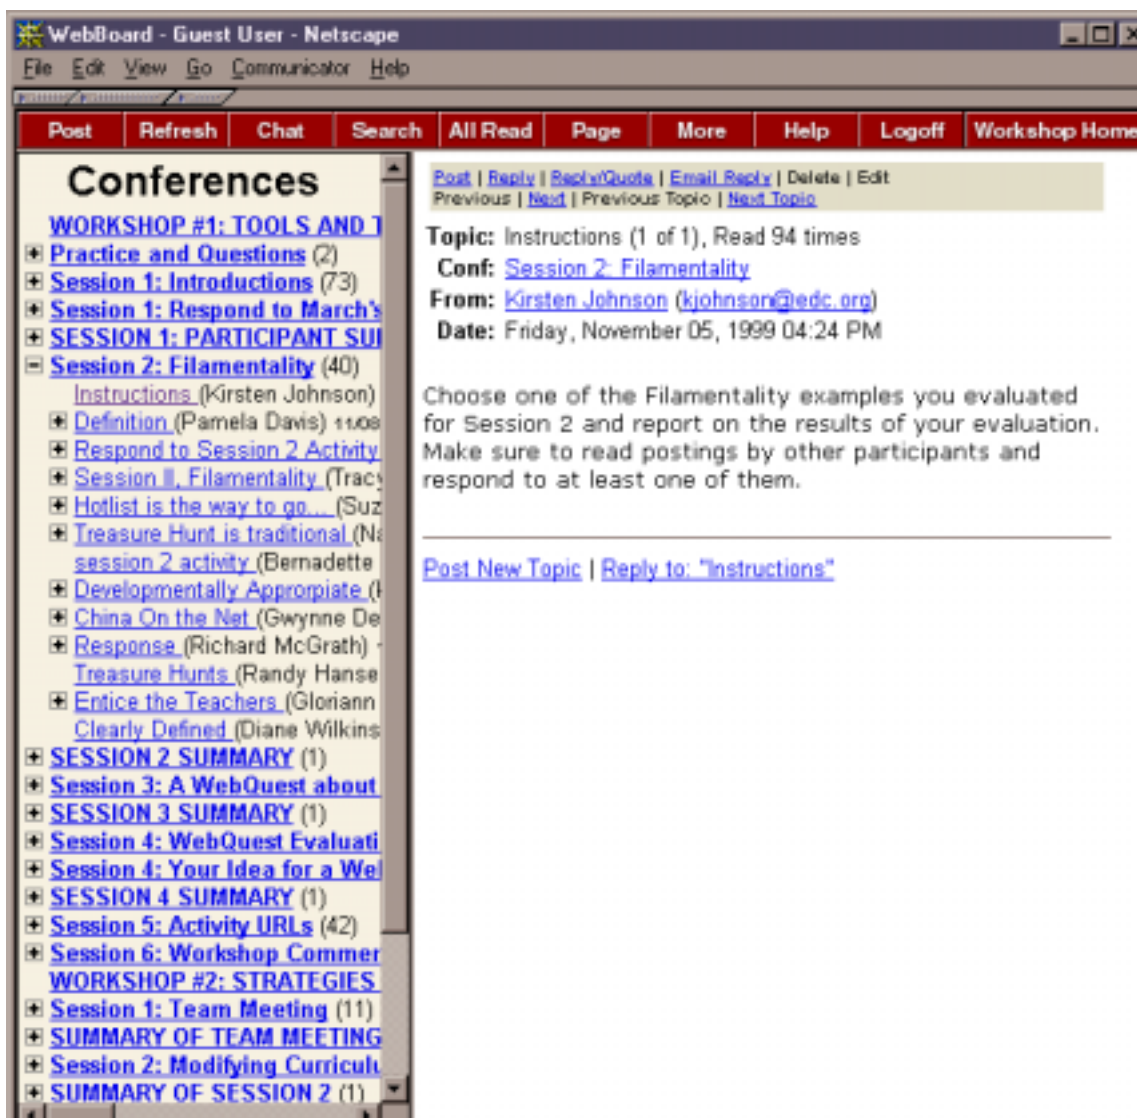 WebBoard - Guest User - Netscape
File Edit View Go Communicator Help
Post Refresh Chat Search All Read Page More Help Logoff Workshop Home
Conferences
WORKSHOP #1: TOOLS AND T
Practice and Questions (2)
Session 1: Introductions (73)
Session 1: Respond to March's
SESSION 1: PARTICIPANT SUI
Session 2: Filamentality (40)
Instructions (Kirsten Johnson)
Definition (Pamela Davis) 11/08
Respond to Session 2 Activity
Session II, Filamentality (Tracy
Hotlist is the way to go... (Suz
Treasure Hunt is traditional (Na
session 2 activity (Bernadette
Developmentally Approrpiate (
China On the Net (Gwynne De
Response (Richard McGrath)
Treasure Hunts (Randy Hanse
Entice the Teachers (Gloriann
Clearly Defined (Diane Wilkins
SESSION 2 SUMMARY (1)
Session 3: A WebQuest about
SESSION 3 SUMMARY (1)
Session 4: WebQuest Evaluati
Session 4: Your Idea for a Wel
SESSION 4 SUMMARY (1)
Session 5: Activity URLs (42)
Session 6: Workshop Commer
WORKSHOP #2: STRATEGIES
Session 1: Team Meeting (11)
SUMMARY OF TEAM MEETING
Session 2: Modifying Curricul
SUMMARY OF SESSION 2 (1)
Post | Reply | Reply/Quote | Email Reply | Delete | Edit
Previous | Next | Previous Topic | Next Topic
Topic: Instructions (1 of 1), Read 94 times
Conf: Session 2: Filamentality
From: Kirsten Johnson (kjohnson@edc.org)
Date: Friday, November 05, 1999 04:24 PM
Choose one of the Filamentality examples you evaluated
for Session 2 and report on the results of your evaluation.
Make sure to read postings by other participants and
respond to at least one of them.
Post New Topic | Reply to: "Instructions"